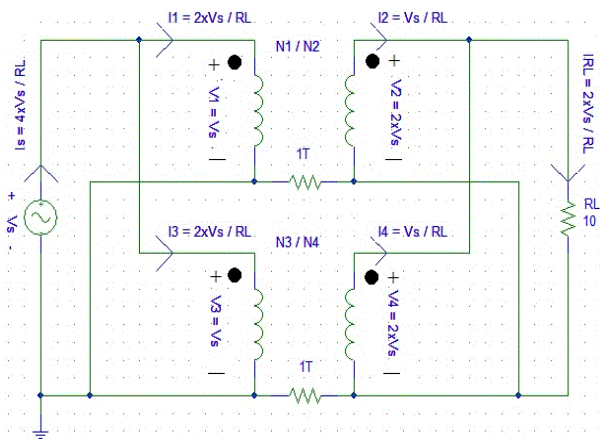 I1 = 2xVs / RL
N1 / N2
I2 = Vs / RL
Is = 4xVs / RL
+
V1 = Vs
+
V2 = 2xVs
IRL = 2xVs / RL
1T
+
Vs
-
I3 = 2xVs / RL
N3 / N4
I4 = Vs / RL
RL
10
+
V3 = Vs
+
V4 = 2xVs
1T